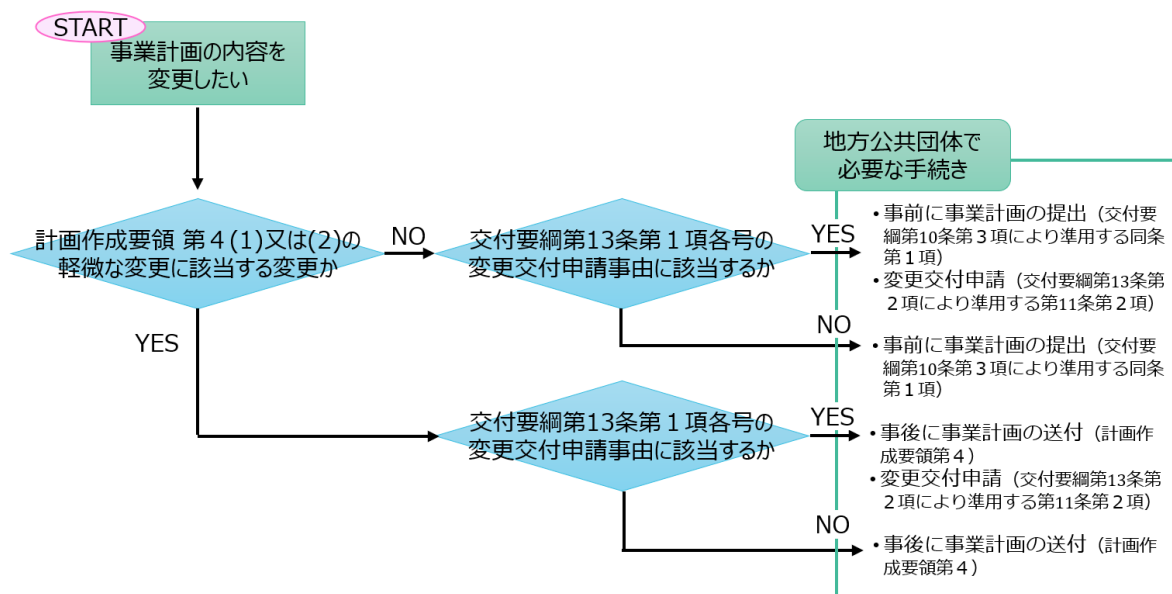 START
事業計画の内容を
変更したい
地方公共団体で
必要な手続き
計画作成要領 第４(1)又は(2)の
軽微な変更に該当する変更か
NO
交付要綱第13条第１項各号の
変更交付申請事由に該当するか
YES
・事前に事業計画の提出（交付要
綱第10条第３項により準用する同条
第１項）
・変更交付申請（交付要綱第13条第
２項により準用する第11条第２項）
NO
・事前に事業計画の提出（交付要
綱第10条第３項により準用する同条
第１項）
YES
交付要綱第13条第１項各号の
変更交付申請事由に該当するか
YES
・事後に事業計画の送付（計画作
成要領第４）
・変更交付申請（交付要綱第13条第
２項により準用する第11条第２項）
NO
・事後に事業計画の送付（計画作
成要領第４）